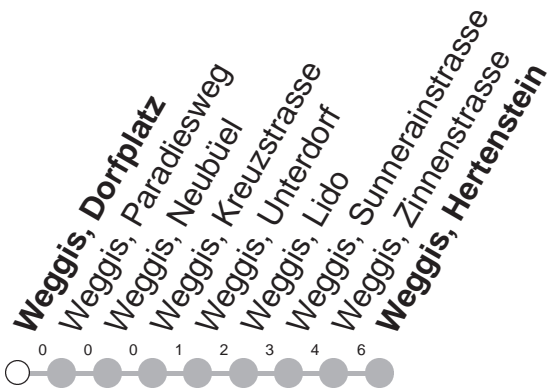 Weggis, Dorfplatz
Weggis, Paradiesweg
Weggis, Neubüel
Weggis, Kreuzstrasse
Weggis, Unterdorf
Weggis, Lido
Weggis, Sunnerainstrasse
Weggis, Zinnenstrasse
Weggis, Hertenstein
0 0 0 1 2 3 4 6